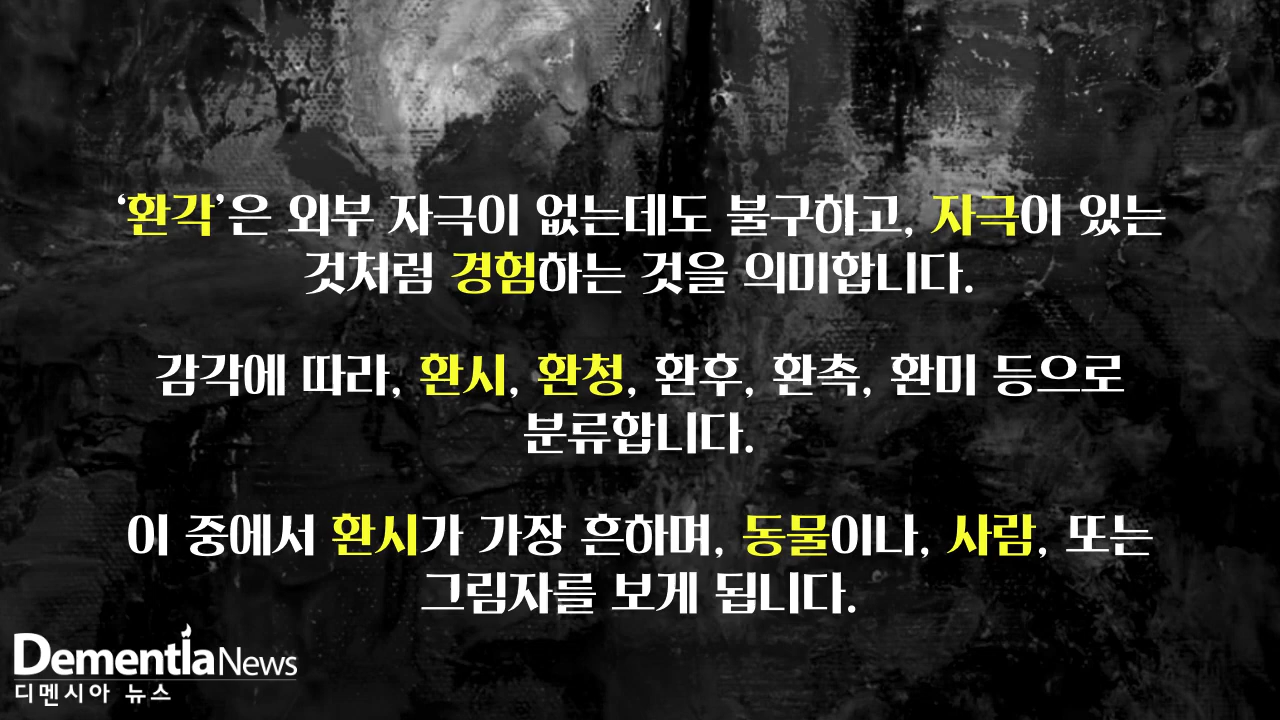 ‘환각’은 외부 자극이 없는데도 불구하고, 자극이 있는
것처럼 경험하는 것을 의미합니다.
감각에 따라, 환시, 환청, 환후, 환촉, 환미 등으로
분류합니다.
이 중에서 환시가 가장 흔하며, 동물이나, 사람, 또는
그림자를 보게 됩니다.
Dementia News
디멘시아 뉴스